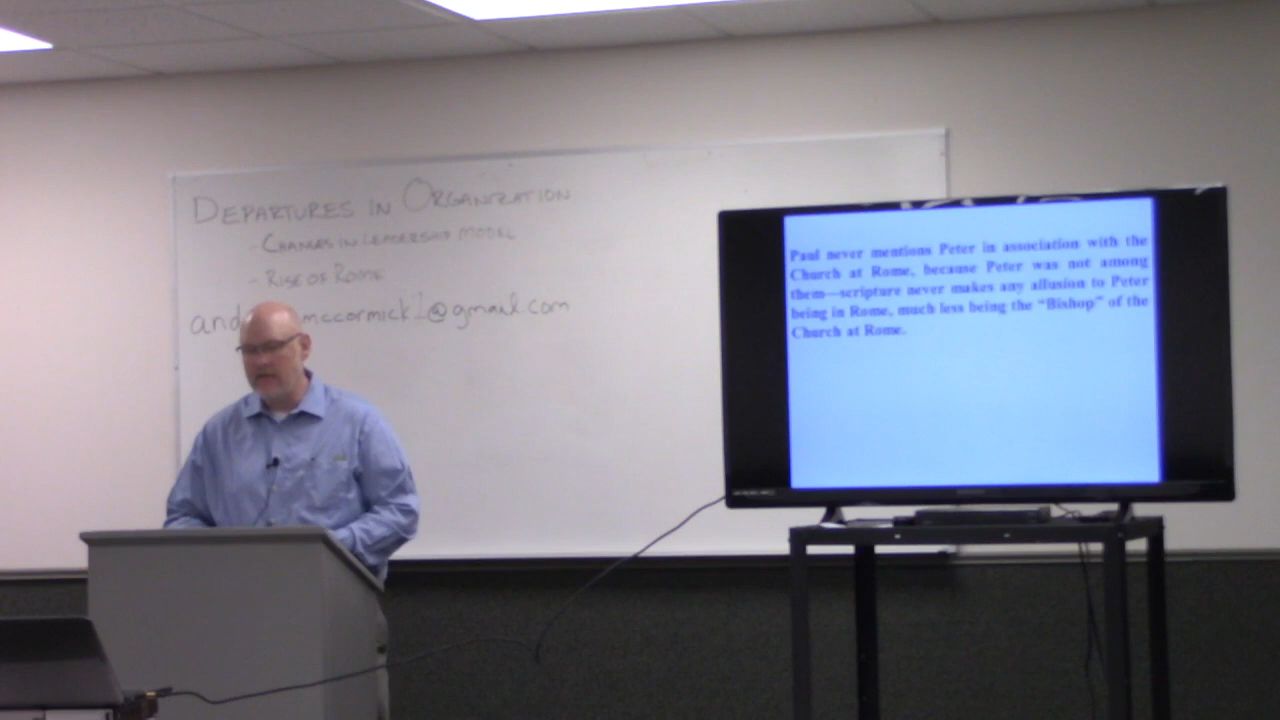 DEPARTURES IN ORGANIZATION
- CHANGES IN LEADERSHIP MODEL
- RISE OF ROME
and mccormick1@gmail.com
Paul never mentions Peter in association with the
Church at Rome, because Peter was not among
them—scripture never makes any allusion to Peter
being in Rome, much less being the “Bishop” of the
Church at Rome.